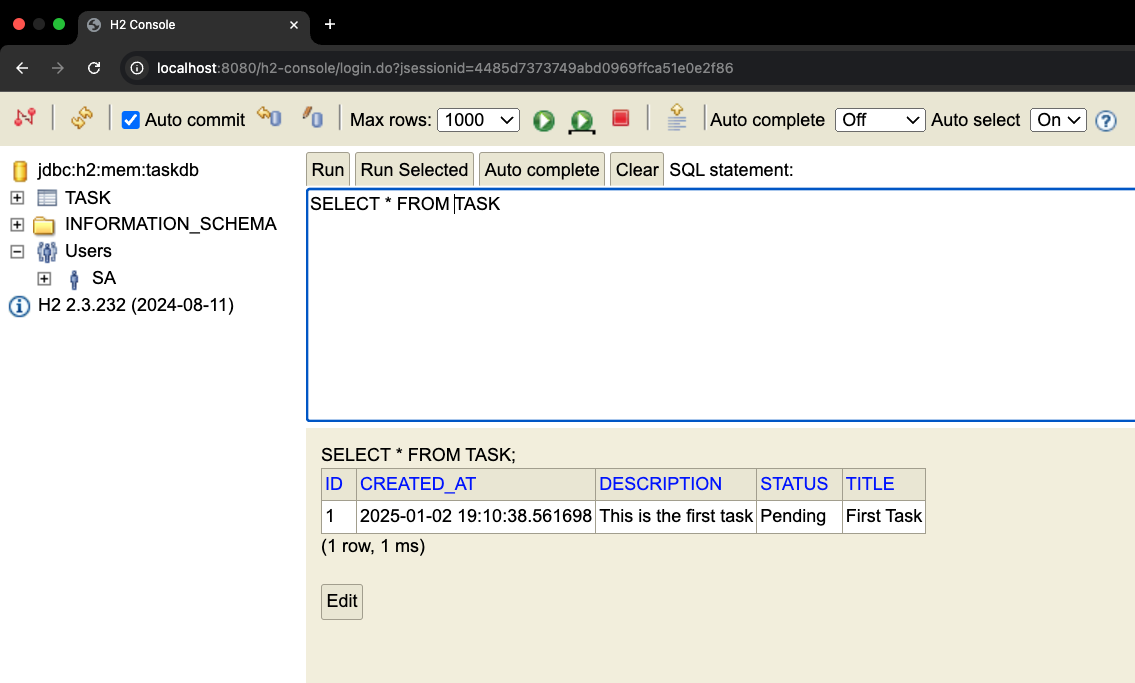 H2 Console
localhost:8080/h2-console/login.do?jsessionid=4485d7373749abd0969ffca51e0e2f86
Auto commit Max rows: 1000 Auto complete Off Auto select On ?
jdbc:h2:mem:taskdb
TASK
INFORMATION_SCHEMA
Users
SA
H2 2.3.232 (2024-08-11)
Run Run Selected Auto complete Clear SQL statement:
SELECT * FROM TASK
SELECT * FROM TASK;
ID CREATED_AT DESCRIPTION STATUS TITLE
1 2025-01-02 19:10:38.561698 This is the first task Pending First Task
(1 row, 1 ms)
Edit